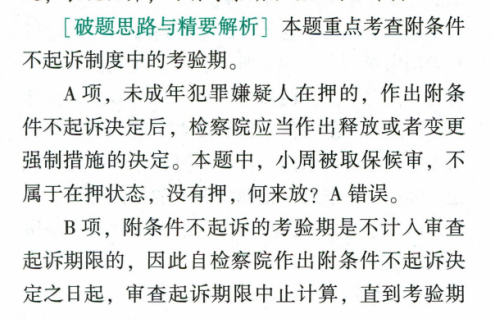 [破题思路与精要解析] 本题重点考查附条件
不起诉制度中的考验期。
A 项，未成年犯罪嫌疑人在押的，作出附条
件不起诉决定后，检察院应当作出释放或者变更
强制措施的决定。本题中，小周被取保候审，不
属于在押状态，没有押，何来放？A 错误。
B 项，附条件不起诉的考验期是不计入审查
起诉期限的，因此自检察院作出附条件不起诉决
定之日起，审查起诉期限中止计算，直到考验期